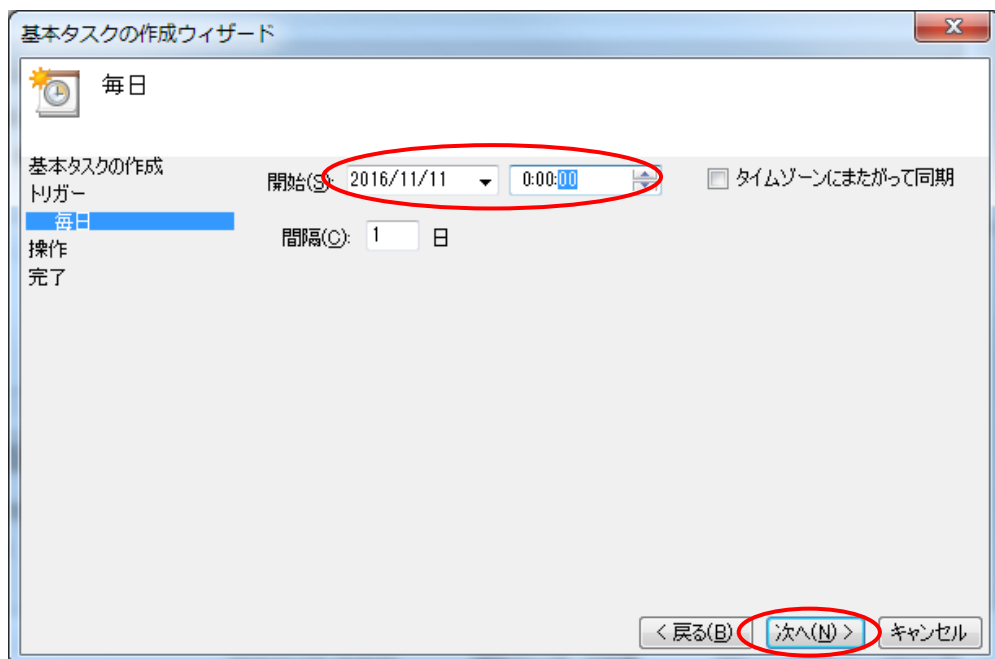 基本タスクの作成ウィザード
毎日
基本タスクの作成
トリガー
毎日
操作
完了
開始(S): 2016/11/11 0:00:00 タイムゾーンにまたがって同期
間隔(C): 1 日
< 戻る(B) 次へ(N) > キャンセル